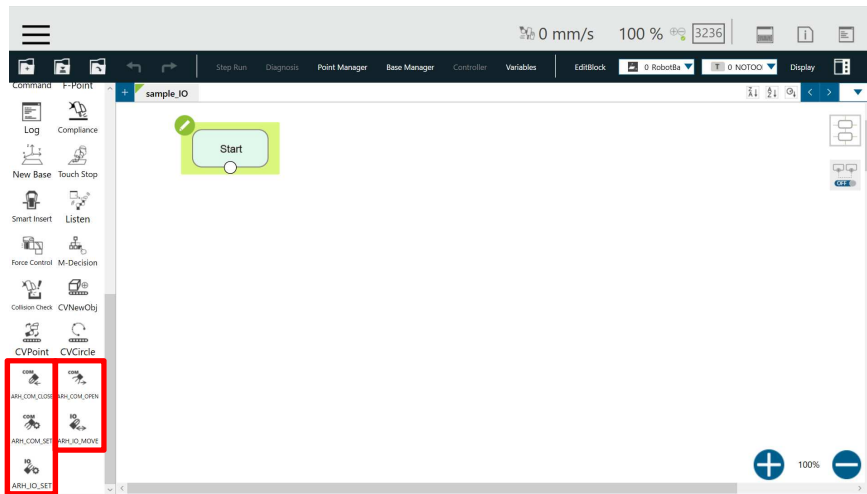 0 mm/s 100 % 3236
Step Run Diagnosis Point Manager Base Manager Controller Variables EditBlock 0 RobotBa T 0 NOTOO Display
Command F-Point
+ sample_IO
Log Compliance
Start
New Base Touch Stop
OFF
Smart Insert Listen
Force Control M-Decision
Collision Check CVNewObj
CVPoint CVCircle
COM COM
ARH_COM_CLOSE ARH_COM_OPEN
COM IO
ARH_COM_SET ARH_IO_MOVE
IO
100%
ARH_IO_SET